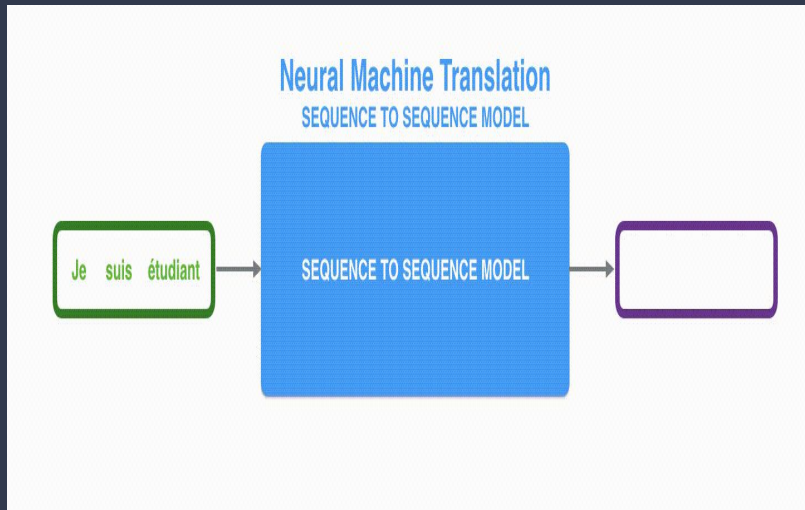 Neural Machine Translation
SEQUENCE TO SEQUENCE MODEL
Je suis étudiant
SEQUENCE TO SEQUENCE MODEL